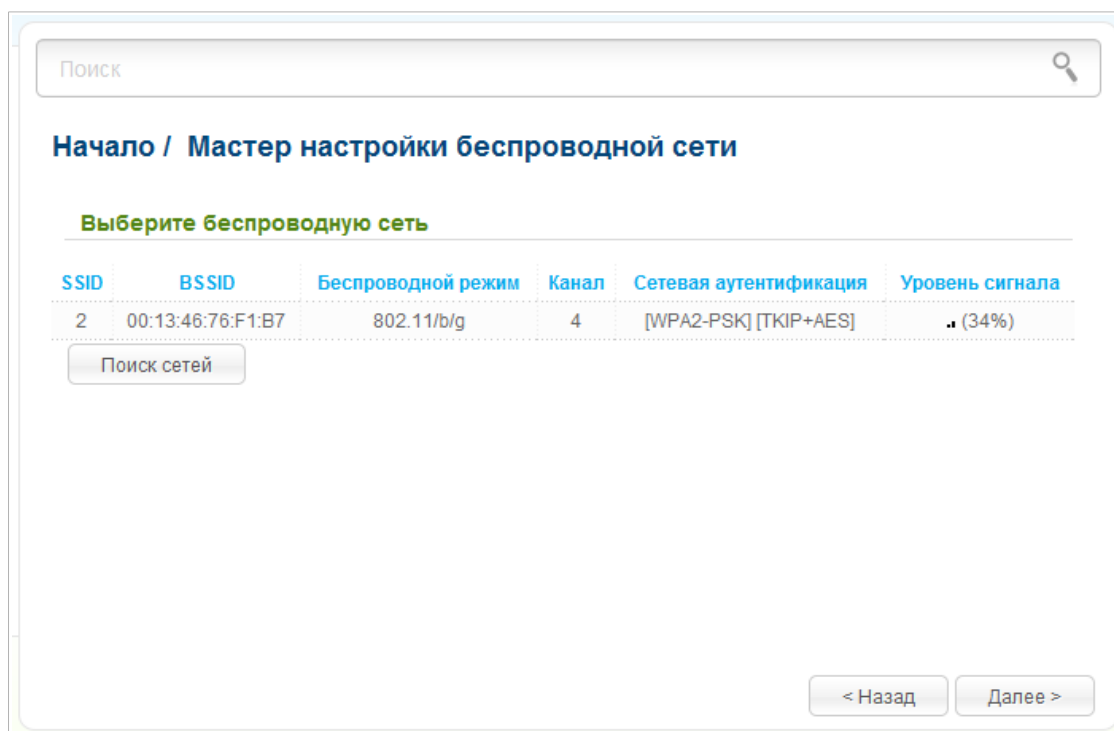 Поиск
Начало / Мастер настройки беспроводной сети
Выберите беспроводную сеть
SSID BSSID Беспроводной режим Канал Сетевая аутентификация Уровень сигнала
2 00:13:46:76:F1:B7 802.11/b/g 4 [WPA2-PSK] [TKIP+AES] (34%)
Поиск сетей
< Назад Далее >